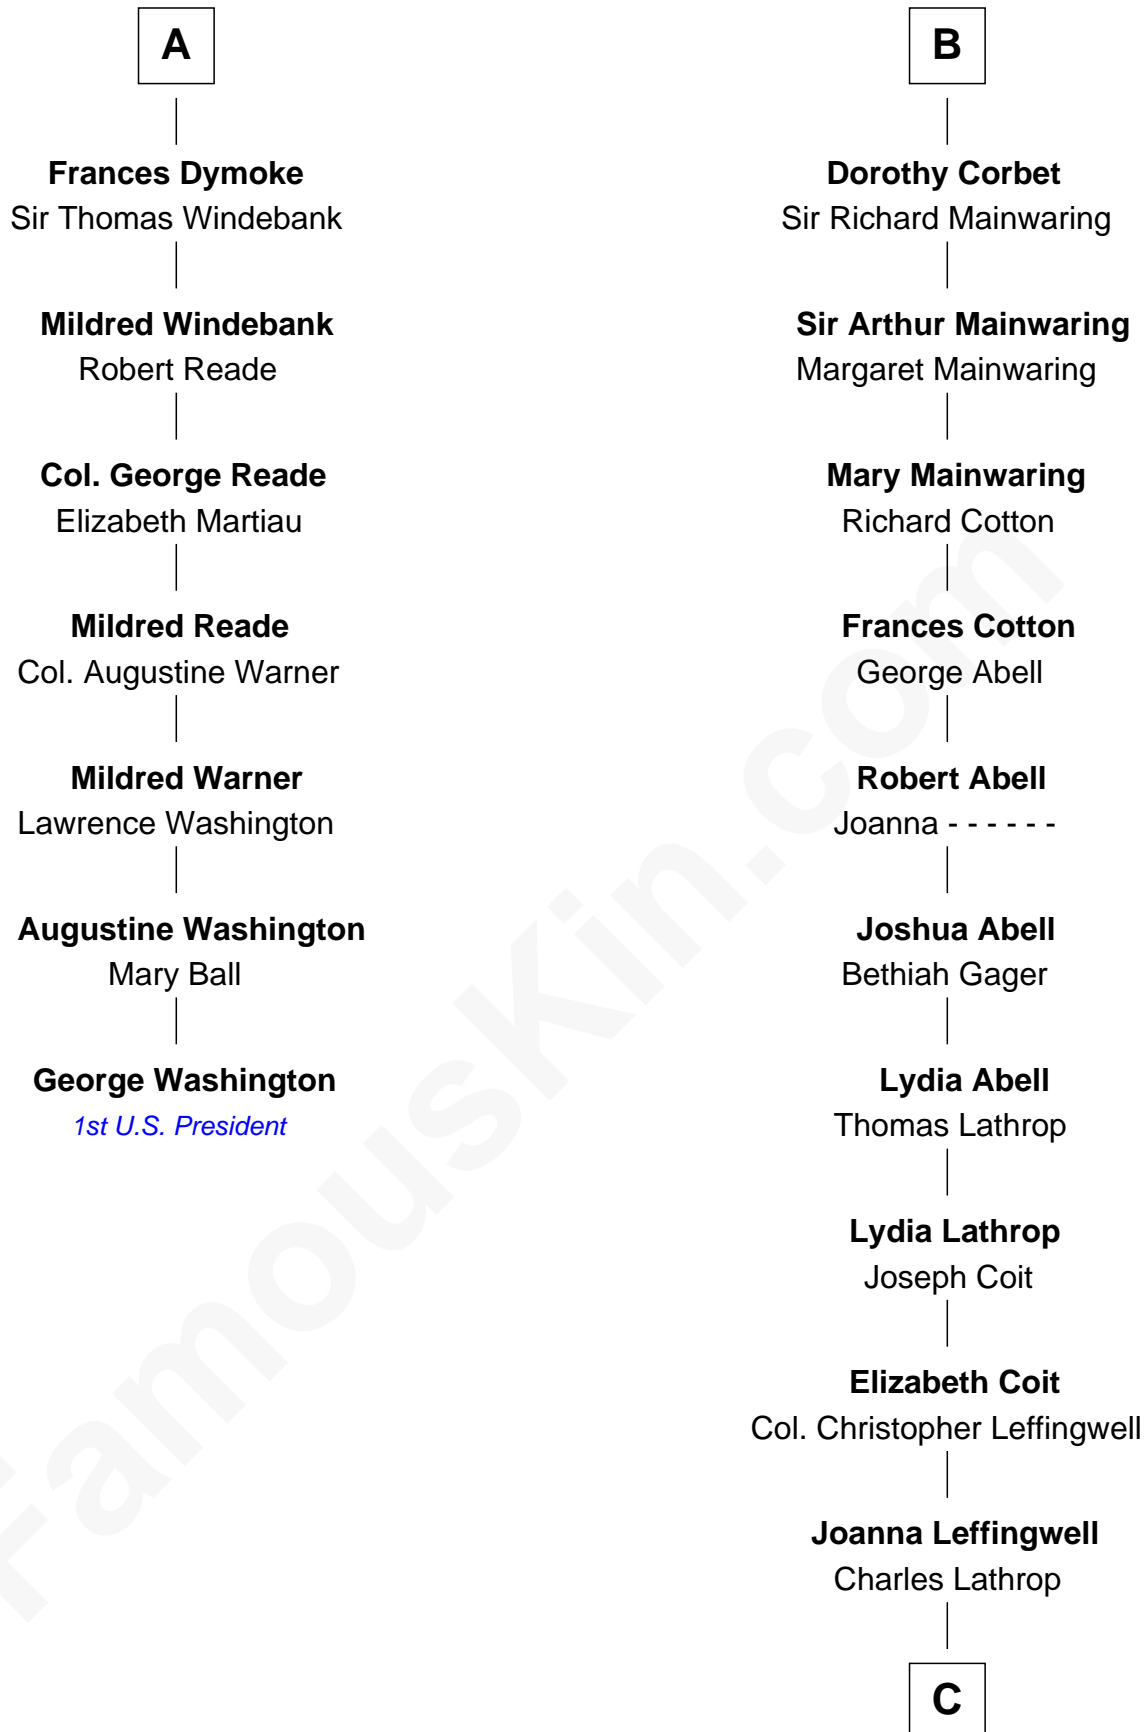 A
Frances Dymoke
Sir Thomas Windebank
Mildred Windebank
Robert Reade
Col. George Reade
Elizabeth Martiau
Mildred Reade
Col. Augustine Warner
Mildred Warner
Lawrence Washington
Augustine Washington
Mary Ball
George Washington
1st U.S. President
B
Dorothy Corbet
Sir Richard Mainwaring
Sir Arthur Mainwaring
Margaret Mainwaring
Mary Mainwaring
Richard Cotton
Frances Cotton
George Abell
Robert Abell
Joanna - - - - - -
Joshua Abell
Bethiah Gager
Lydia Abell
Thomas Lathrop
Lydia Lathrop
Joseph Coit
Elizabeth Coit
Col. Christopher Leffingwell
Joanna Leffingwell
Charles Lathrop
C
FamousKin.com